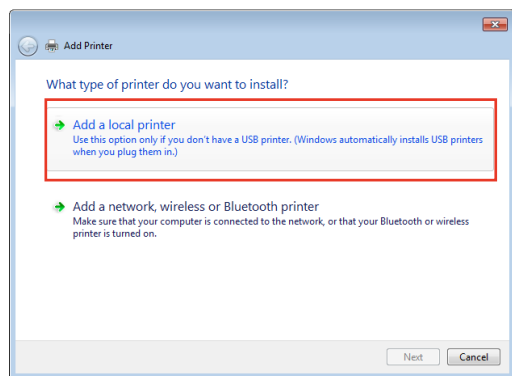 Add Printer
What type of printer do you want to install?
Add a local printer
Use this option only if you don't have a USB printer. (Windows automatically installs USB printers
when you plug them in.)
Add a network, wireless or Bluetooth printer
Make sure that your computer is connected to the network, or that your Bluetooth or wireless
printer is turned on.
Next Cancel